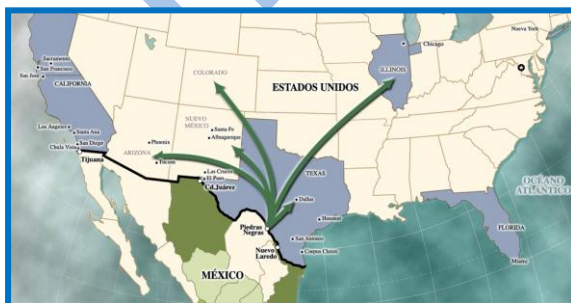 Nueva York
Sacramento
San Francisco
San José
CALIFORNIA
COLORADO
ESTADOS UNIDOS
ILLINOIS
Chicago
Los Angeles
Santa Ana
Chula Vista
San Diego
Tijuana
ARIZONA
Phoenix
Tucson
NUEVO
MÉXICO
Santa Fe
Albuquerque
Las Cruces
El Paso
Cd.Juárez
TEXAS
Dallas
Houston
San Antonio
Corpus Christi
Piedras
Negras
Nuevo
Laredo
MÉXICO
OCÉANO
ATLÁNTICO
FLORIDA
Miami